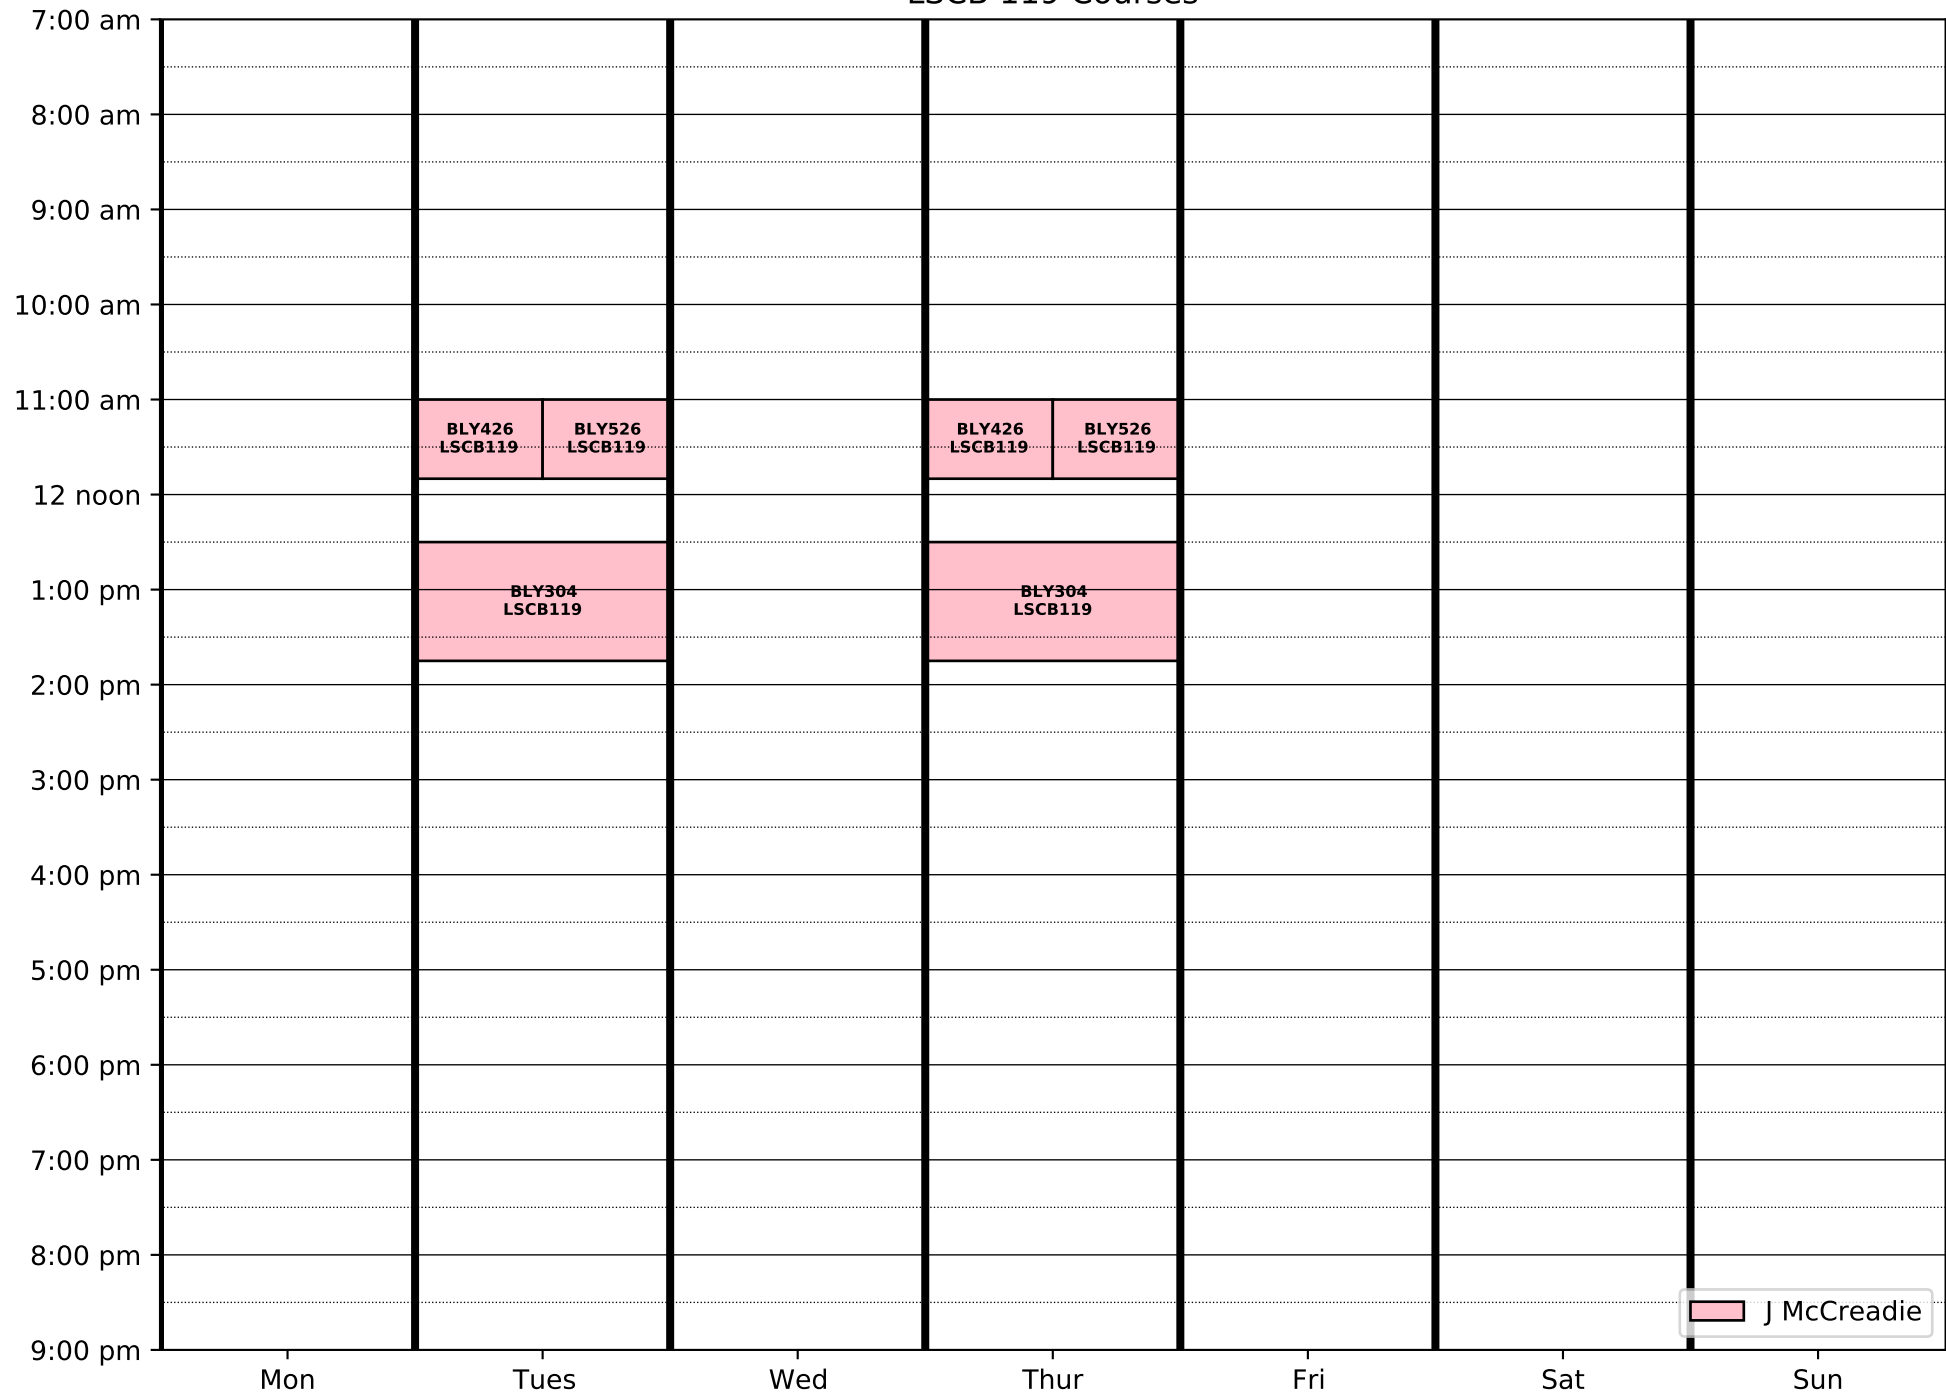 LSCB 119 Courses
7:00 am
8:00 am
9:00 am
10:00 am
11:00 am
BLY426 BLY526 BLY426 BLY526
LSCB119 LSCB119 LSCB119 LSCB119
12 noon
1:00 pm
BLY304 BLY304
LSCB119 LSCB119
2:00 pm
3:00 pm
4:00 pm
5:00 pm
6:00 pm
7:00 pm
8:00 pm
J McCreadie
9:00 pm
Mon Tues Wed Thur Fri Sat Sun